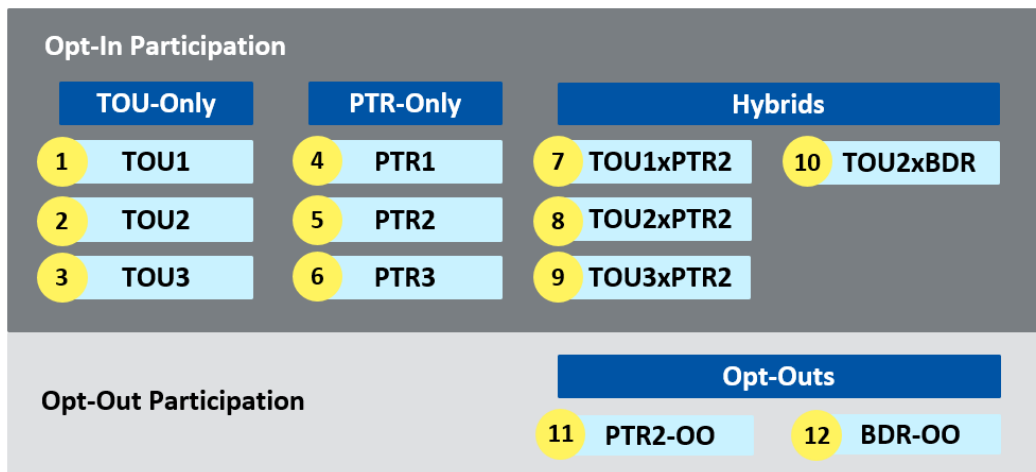 Opt-In Participation
TOU-Only PTR-Only Hybrids
1 TOU1 4 PTR1 7 TOU1xPTR2 10 TOU2xBDR
2 TOU2 5 PTR2 8 TOU2xPTR2
3 TOU3 6 PTR3 9 TOU3xPTR2
Opt-Outs
Opt-Out Participation
11 PTR2-OO 12 BDR-OO